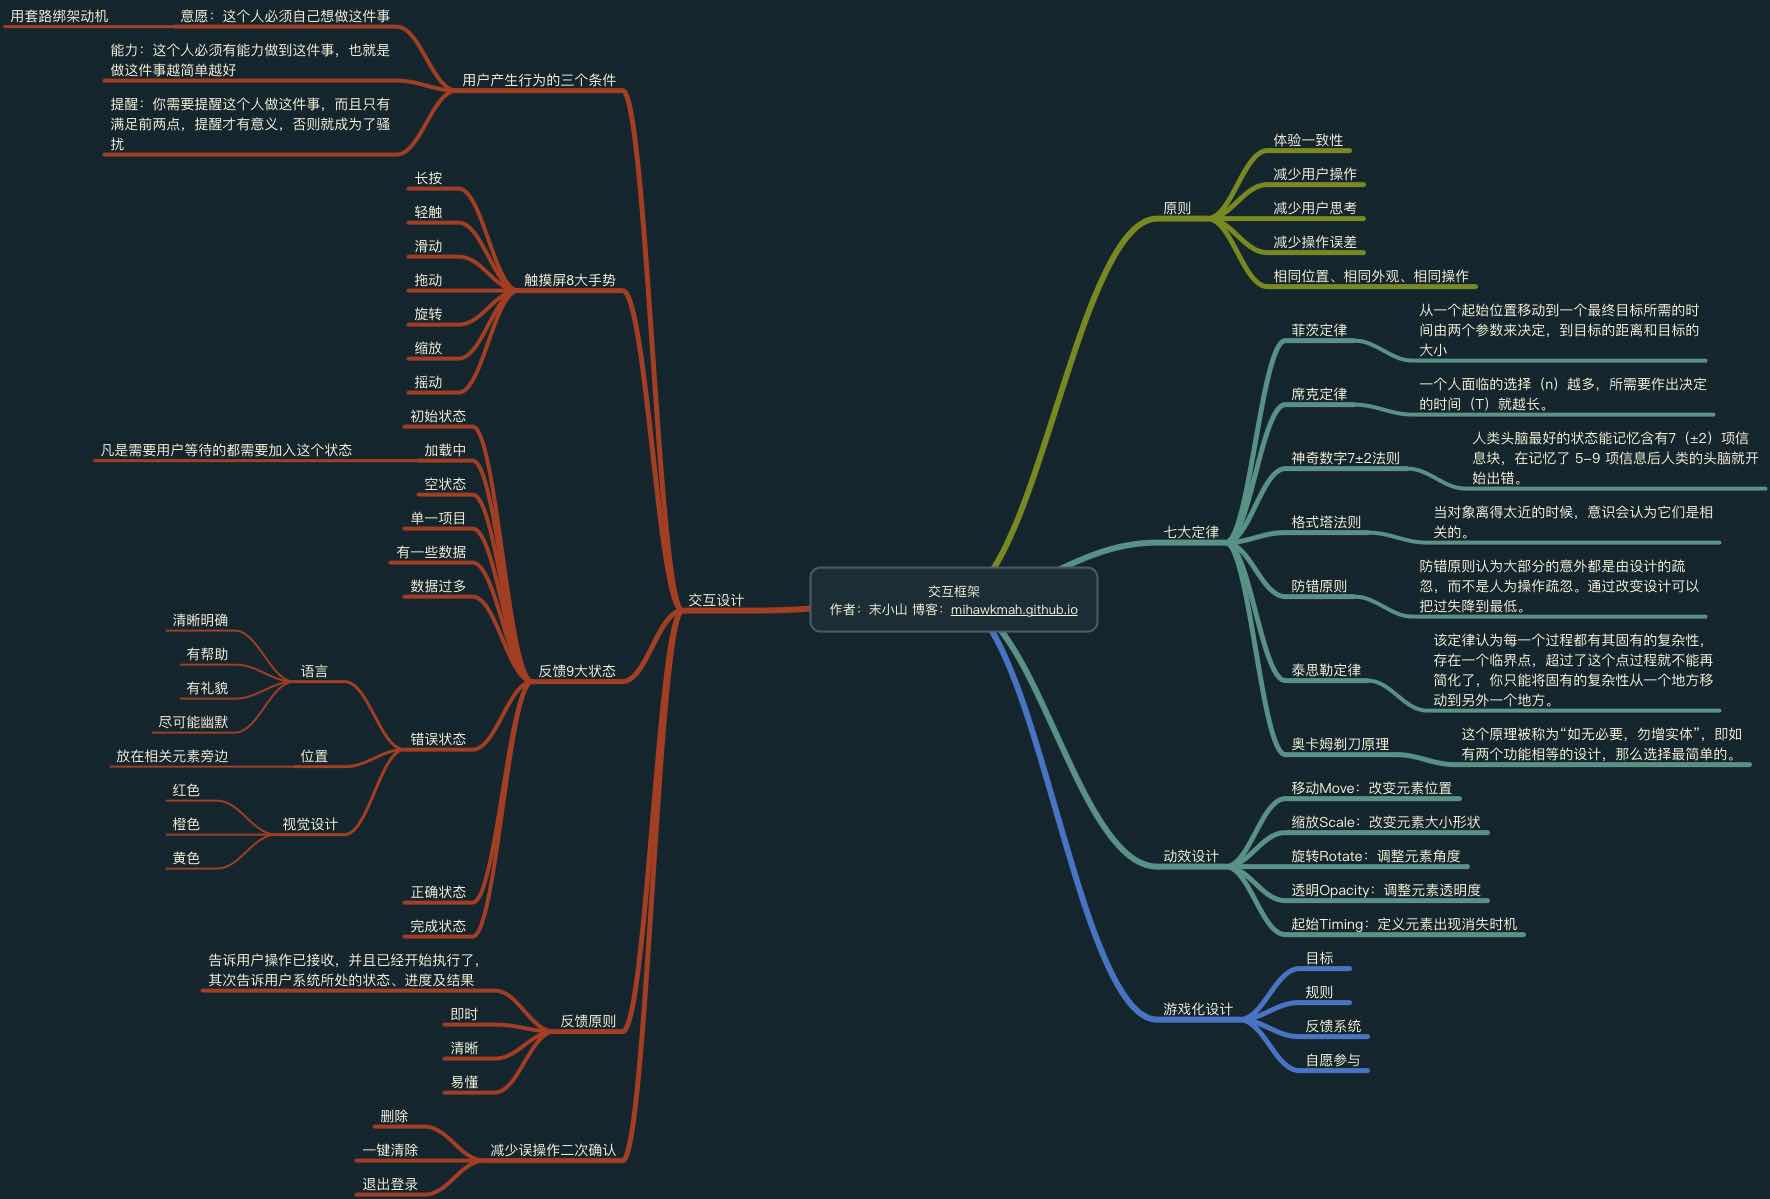 交互框架
作者：末小山 博客：mihawkmah.github.io
交互设计
用户产生行为的三个条件
意愿：这个人必须自己想做这件事
用套路绑架动机
能力：这个人必须有能力做到这件事，也就是
做这件事越简单越好
提醒：你需要提醒这个人做这件事，而且只有
满足前两点，提醒才有意义，否则就成为了骚
扰
触摸屏8大手势
长按
轻触
滑动
拖动
旋转
缩放
摇动
反馈9大状态
初始状态
加载中
凡是需要用户等待的都需要加入这个状态
空状态
单一项目
有一些数据
数据过多
错误状态
语言
清晰明确
有帮助
有礼貌
尽可能幽默
位置
放在相关元素旁边
视觉设计
红色
橙色
黄色
正确状态
完成状态
反馈原则
告诉用户操作已接收，并且已经开始执行了，
其次告诉用户系统所处的状态、进度及结果
即时
清晰
易懂
减少误操作二次确认
删除
一键清除
退出登录
原则
体验一致性
减少用户操作
减少用户思考
减少操作误差
相同位置、相同外观、相同操作
七大定律
菲茨定律
从一个起始位置移动到一个最终目标所需的时
间由两个参数来决定，到目标的距离和目标的
大小
席克定律
一个人面临的选择（n）越多，所需要作出决定
的时间（T）就越长。
神奇数字7±2法则
人类头脑最好的状态能记忆含有7（±2）项信
息块，在记忆了 5-9 项信息后人类的头脑就开
始出错。
格式塔法则
当对象离得太近的时候，意识会认为它们是相
关的。
防错原则
防错原则认为大部分的意外都是由设计的疏
忽，而不是人为操作疏忽。通过改变设计可以
把过失降到最低。
泰思勒定律
该定律认为每一个过程都有其固有的复杂性，
存在一个临界点，超过了这个点过程就不能再
简化了，你只能将固有的复杂性从一个地方移
动到另外一个地方。
奥卡姆剃刀原理
这个原理被称为“如无必要，勿增实体”，即如
有两个功能相等的设计，那么选择最简单的。
动效设计
移动Move：改变元素位置
缩放Scale：改变元素大小形状
旋转Rotate：调整元素角度
透明Opacity：调整元素透明度
起始Timing：定义元素出现消失时机
游戏化设计
目标
规则
反馈系统
自愿参与